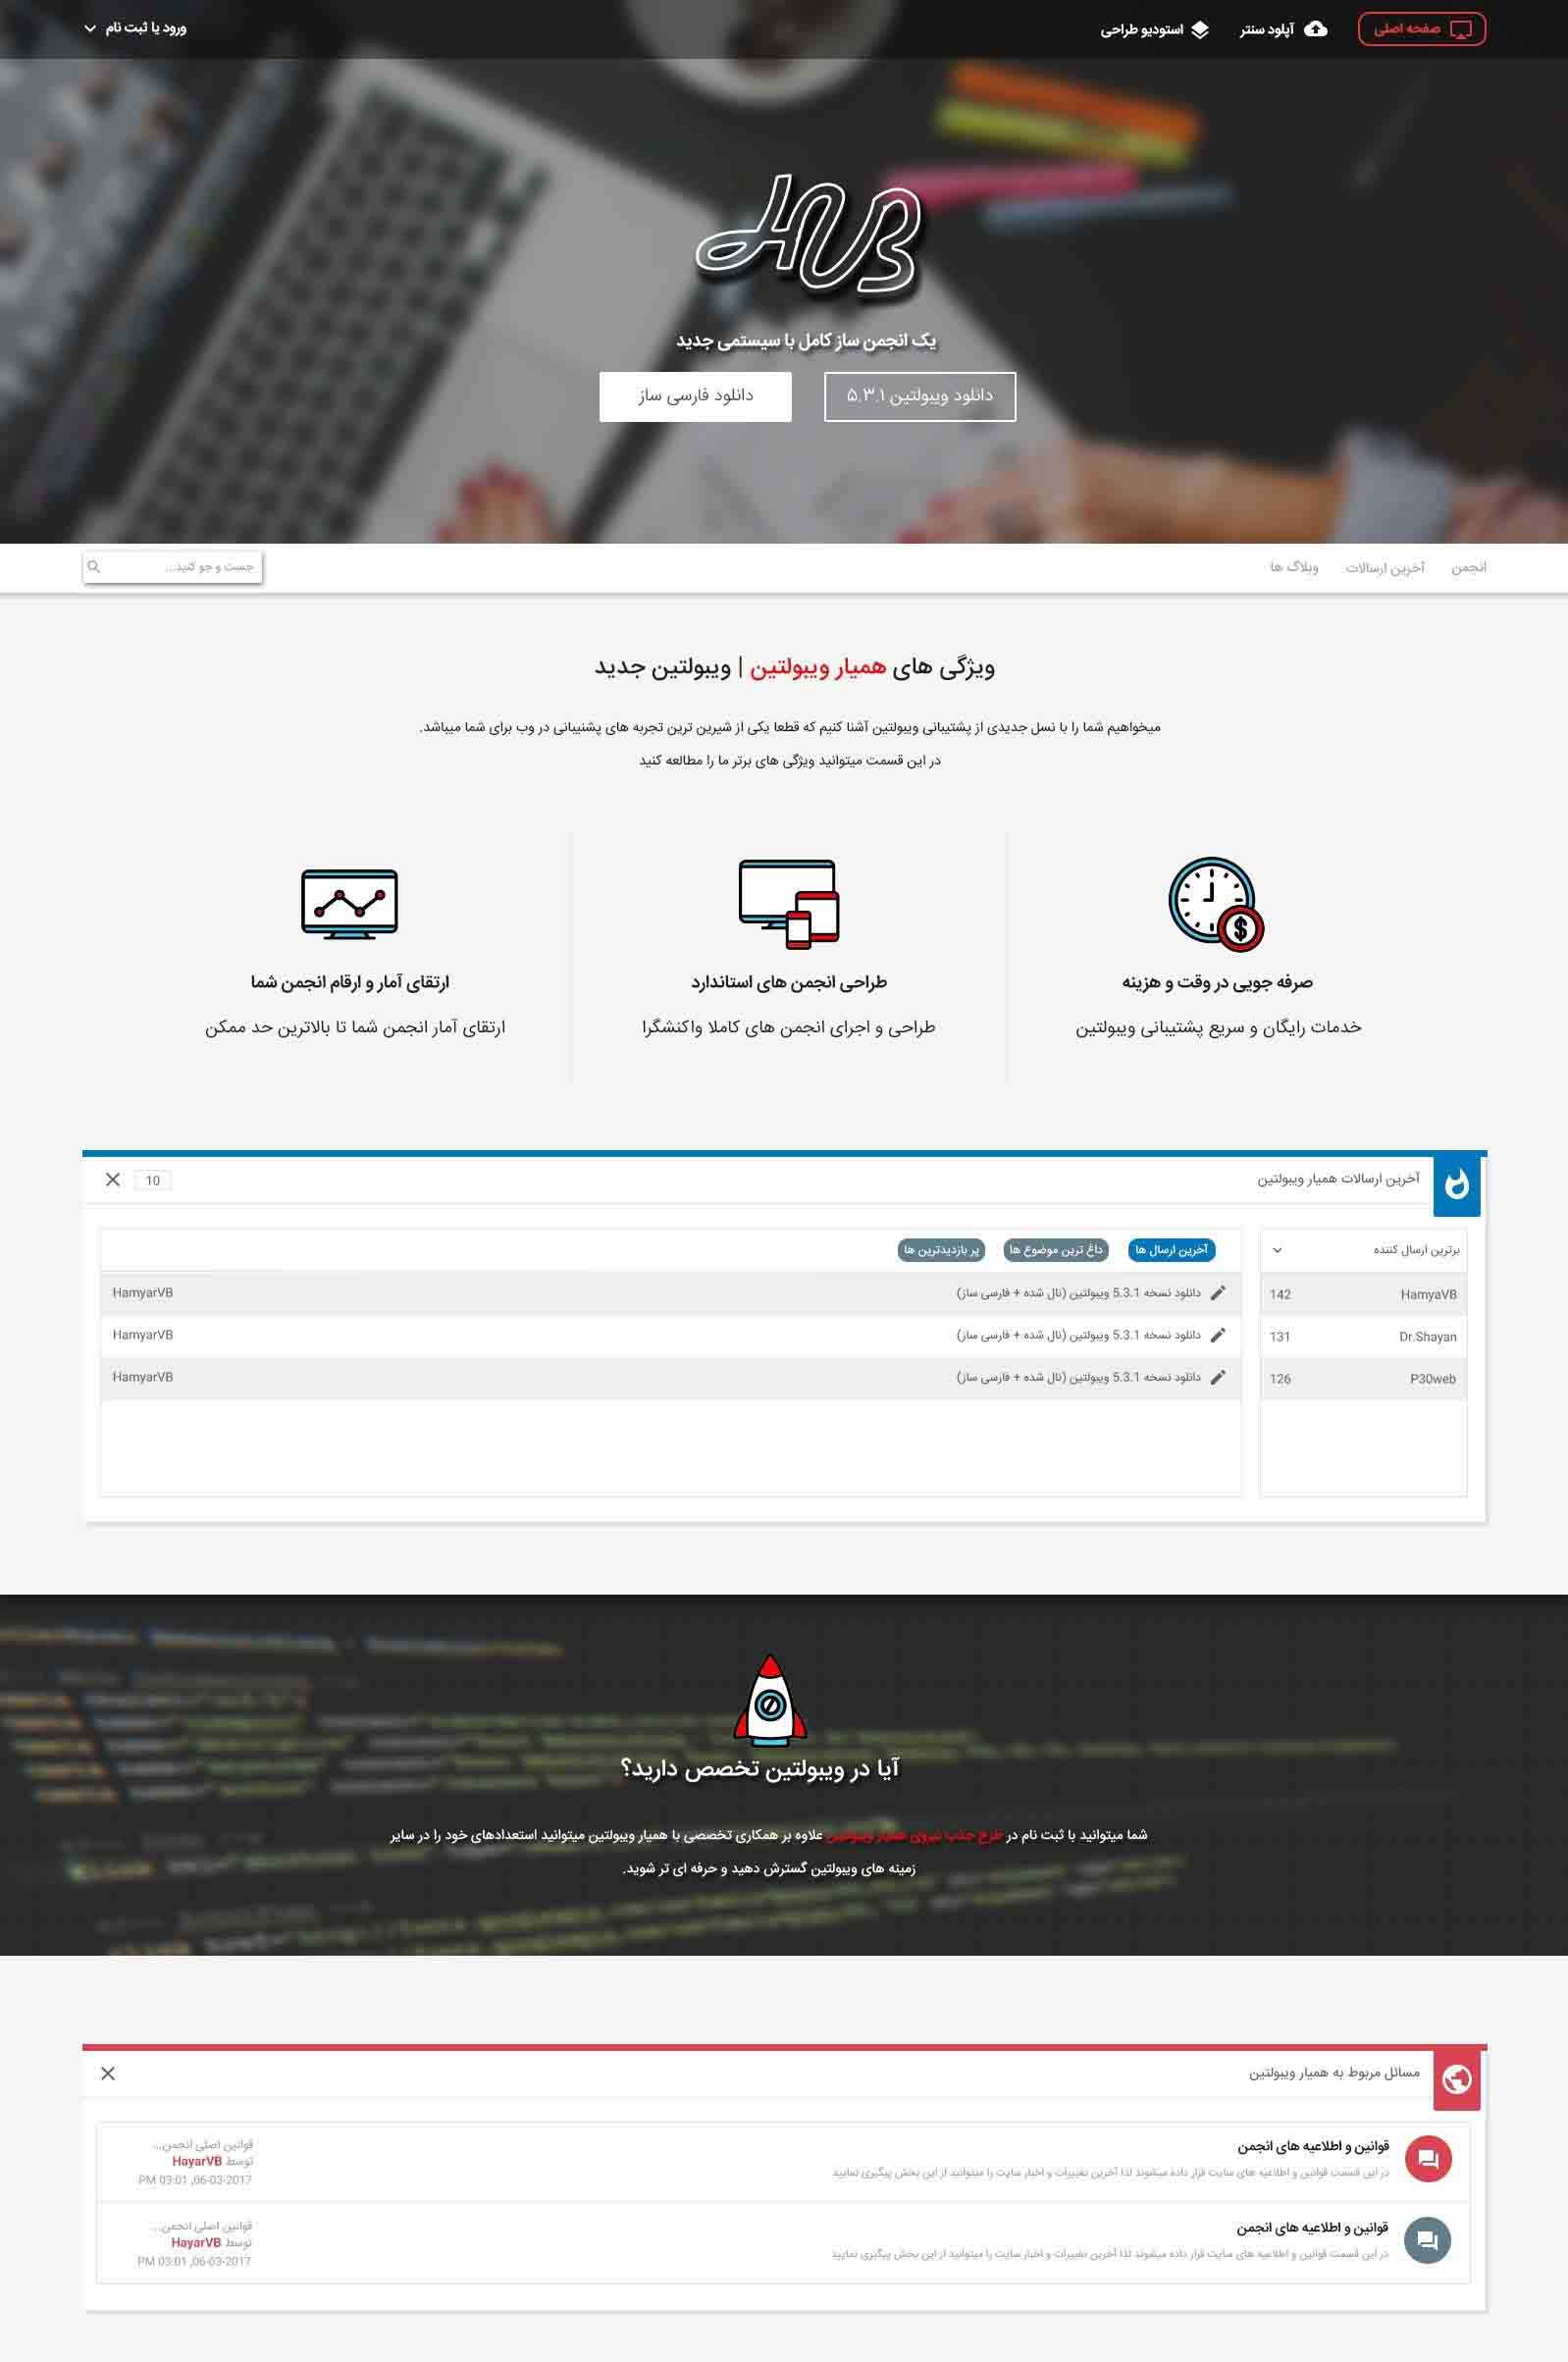 صفحه اصلی
آپلود سنتر
استودیو طراحی
ورود یا ثبت نام
HVB
یک انجمن ساز کامل با سیستمی جدید
دانلود ویبولتین ۵.۳.۱
دانلود فارسی ساز
انجمن
آخرین ارسالات
وبلاگ ها
جست و جو کنید...
ویژگی های همیار ویبولتین | ویبولتین جدید
میخواهیم شما را با نسل جدیدی از پشتیبانی ویبولتین آشنا کنیم که قطعا یکی از شیرین ترین تجربه های پشتیبانی در وب برای شما میباشد.
در این قسمت میتوانید ویژگی های برتر ما را مطالعه کنید
صرفه جویی در وقت و هزینه
خدمات رایگان و سریع پشتیبانی ویبولتین
طراحی انجمن های استاندارد
طراحی و اجرای انجمن های کاملا واکنشگرا
ارتقای آمار و ارقام انجمن شما
ارتقای آمار انجمن شما تا بالاترین حد ممکن
آخرین ارسالات همیار ویبولتین
10
برترین ارسال کننده
HamyaVB 142
Dr.Shayan 131
P30web 126
آخرین ارسال ها
داغ ترین موضوع ها
پر بازدیدترین ها
دانلود نسخه 5.3.1 ویبولتین (نال شده + فارسی ساز) HamyarVB
دانلود نسخه 5.3.1 ویبولتین (نال شده + فارسی ساز) HamyarVB
دانلود نسخه 5.3.1 ویبولتین (نال شده + فارسی ساز) HamyarVB
آیا در ویبولتین تخصص دارید؟
شما میتوانید با ثبت نام در طرح جذب نیروی همیار ویبولتین علاوه بر همکاری تخصصی با همیار ویبولتین میتوانید استعدادهای خود را در سایر
زمینه های ویبولتین گسترش دهید و حرفه ای تر شوید.
مسائل مربوط به همیار ویبولتین
قوانین و اطلاعیه های انجمن
در این قسمت قوانین و اطلاعیه های سایت قرار داده میشوند لذا آخرین تغییرات و اخبار سایت را میتوانید از این بخش پیگیری نمایید
قوانین اصلی انجمن...
توسط HayarVB
06-03-2017, 03:01 PM
قوانین و اطلاعیه های انجمن
در این قسمت قوانین و اطلاعیه های سایت قرار داده میشوند لذا آخرین تغییرات و اخبار سایت را میتوانید از این بخش پیگیری نمایید
قوانین اصلی انجمن...
توسط HayarVB
06-03-2017, 03:01 PM